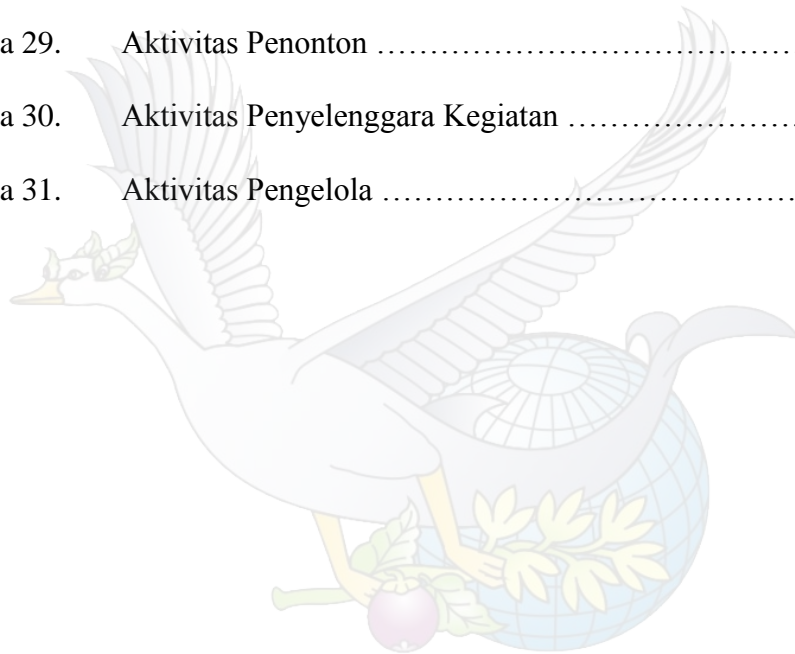 a 29. Aktivitas Penonton ……………………………………
a 30. Aktivitas Penyelenggara Kegiatan ……………………
a 31. Aktivitas Pengelola ……………………………………